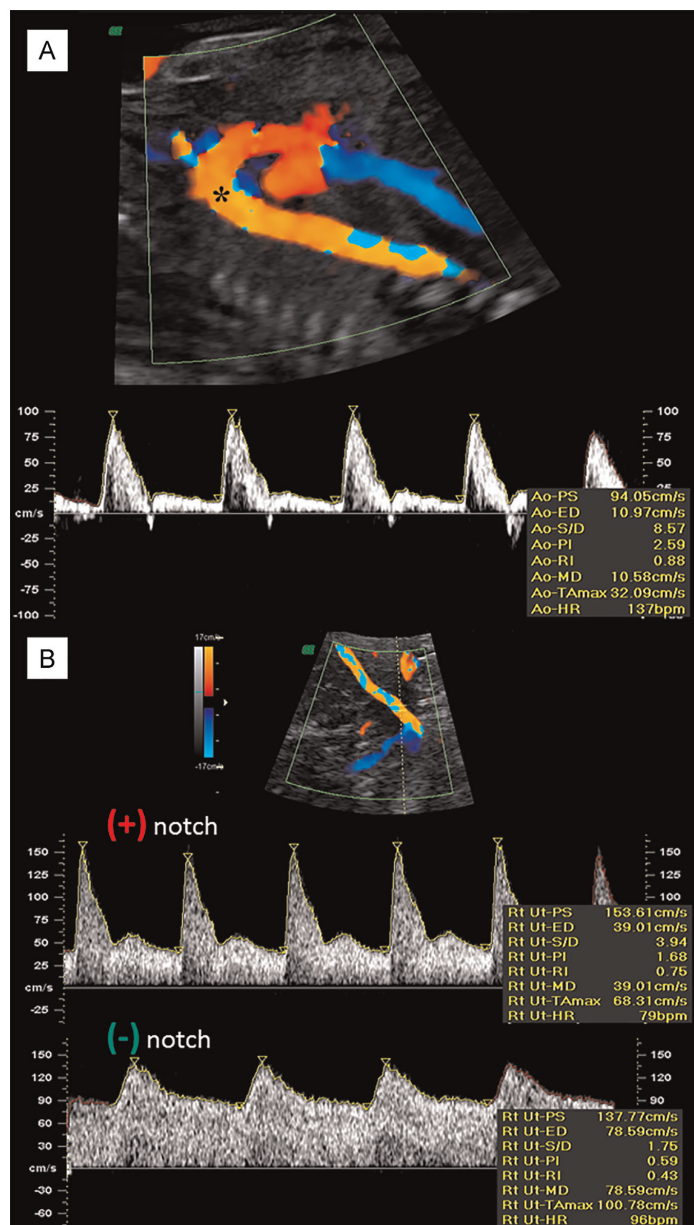 A
*
100
75
50
25
cm/s
-25
-50
-75
-100
100
75
50
Ao-PS 94.05cm/s
Ao-ED 10.97cm/s
Ao-S/D 8.57
Ao-PI 2.59
Ao-RI 0.88
Ao-MD 10.58cm/s
Ao-TAmax 32.09cm/s
Ao-HR 137bpm
B
17cm/s
-17cm/s
(+) notch
150
125
100
75
50
25
cm/s
-25
150
125
Rt Ut-PS 153.61cm/s
Rt Ut-ED 39.01cm/s
Rt Ut-S/D 3.94
Rt Ut-PI 1.68
Rt Ut-RI 0.75
Rt Ut-MD 39.01cm/s
Rt Ut-TAmax 68.31cm/s
Rt Ut-HR 79bpm
(-) notch
150
120
90
60
30
cm/s
-30
-60
150
120
90
Rt Ut-PS 137.77cm/s
Rt Ut-ED 78.59cm/s
Rt Ut-S/D 1.75
Rt Ut-PI 0.59
Rt Ut-RI 0.43
Rt Ut-MD 78.59cm/s
Rt Ut-TAmax 100.78cm/s
Rt Ut-HR 96bpm